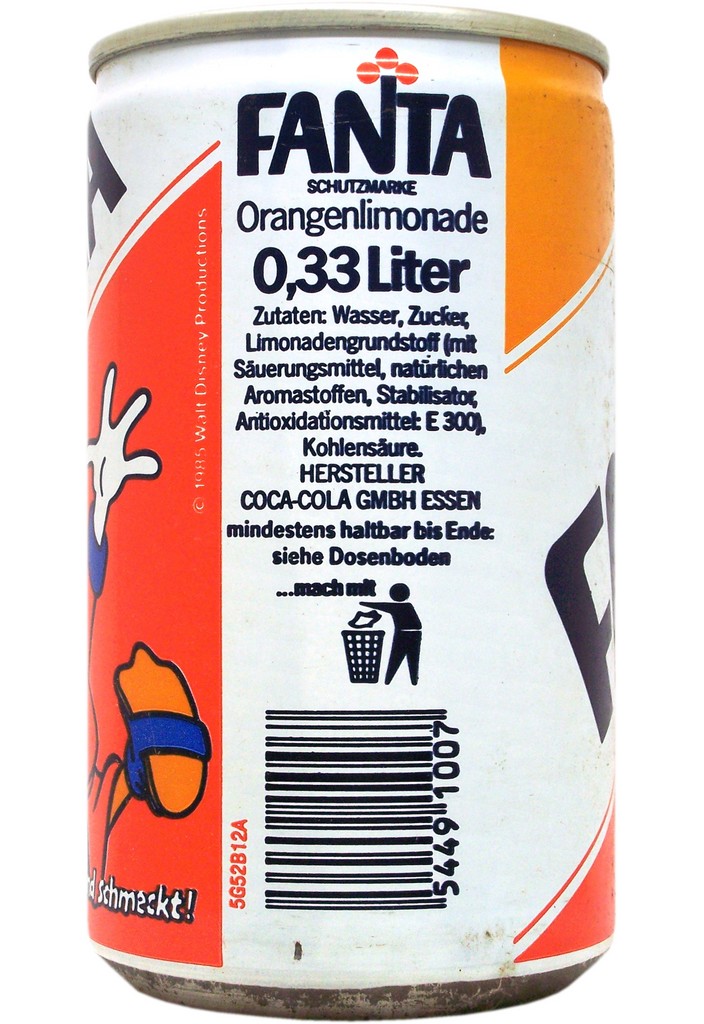 FANTA
SCHUTZMARKE
Orangenlimonade
0,33 Liter
Zutaten: Wasser, Zucker,
Limonadengrundstoff (mit
Säuerungsmittel, natürlichen
Aromastoffen, Stabilisator,
Antioxidationsmittel: E 300),
Kohlensäure.
HERSTELLER
COCA-COLA GMBH ESSEN
mindestens haltbar bis Ende:
siehe Dosenboden
...mach mit
5449 1007
5G52B12A
© 1985 Walt Disney Productions
schmeckt!